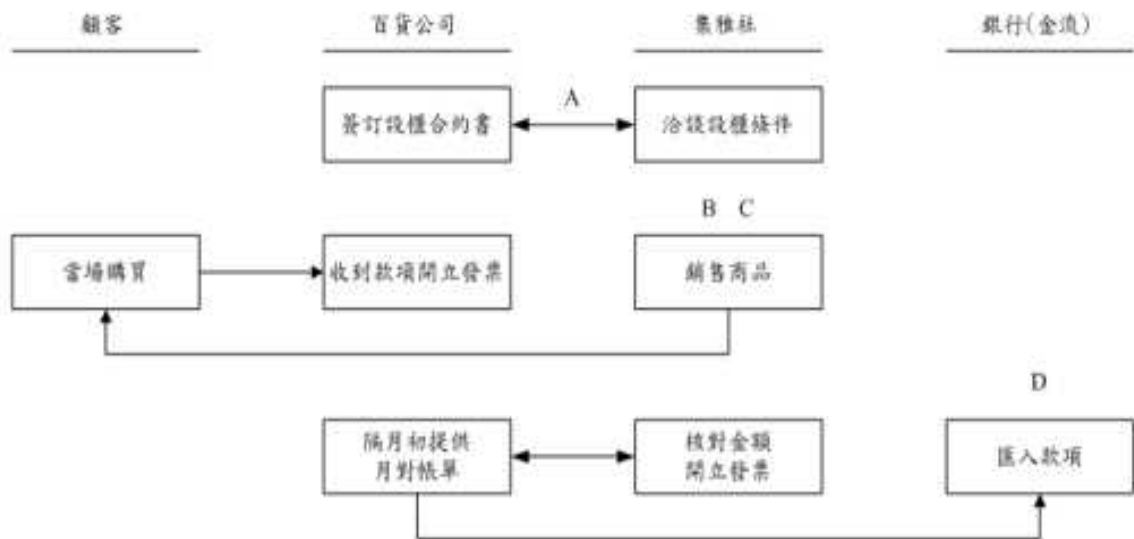 顧客 百貨公司 集雅社 銀行(金流)
A
簽訂設櫃合約書 洽談設櫃條件
B C
當場購買 收到款項開立發票 銷售商品
D
隔月初提供
月對帳單
核對金額
開立發票
匯入款項